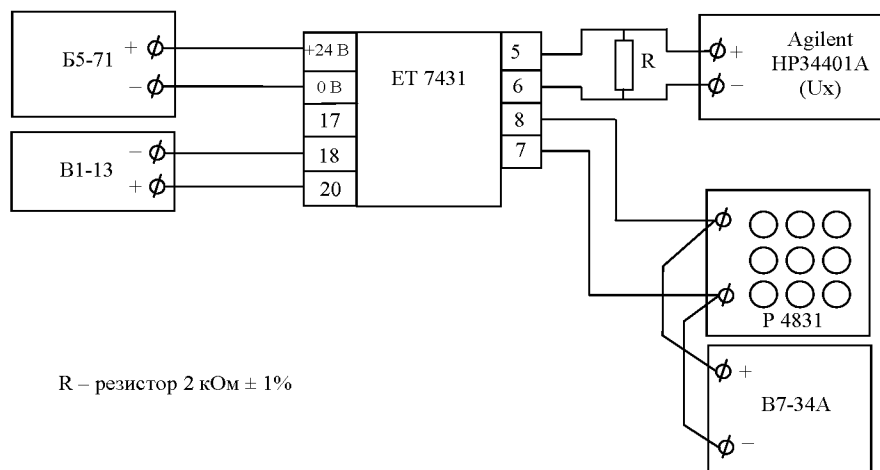 Б5-71
+
−
В1-13
−
+
+24 В
0 В
17
18
20
ЕТ 7431
5
6
8
7
R
+
−
Agilent
HP34401A
(Ux)
Р 4831
+
−
В7-34А
R – резистор 2 кОм ± 1%